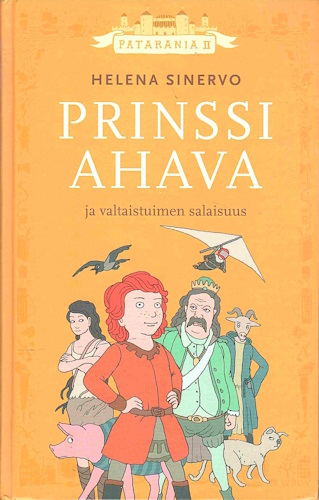 PATARANIA II
HELENA SINERVO
PRINSSI
AHAVA
ja valtaistuimen salaisuus